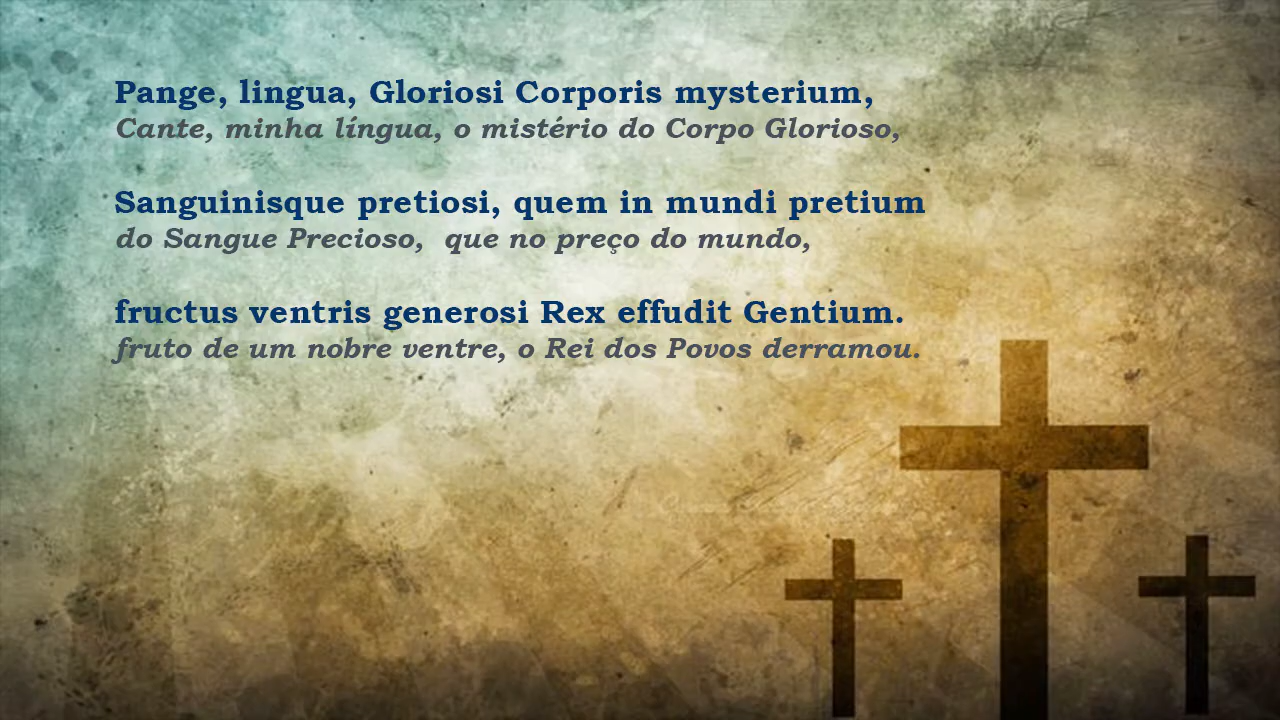 Pange, lingua, Gloriosi Corporis mysterium,
Cante, minha língua, o mistério do Corpo Glorioso,
Sanguinisque pretiosi, quem in mundi pretium
do Sangue Precioso,  que no preço do mundo,
fructus ventris generosi Rex effudit Gentium.
fruto de um nobre ventre, o Rei dos Povos derramou.